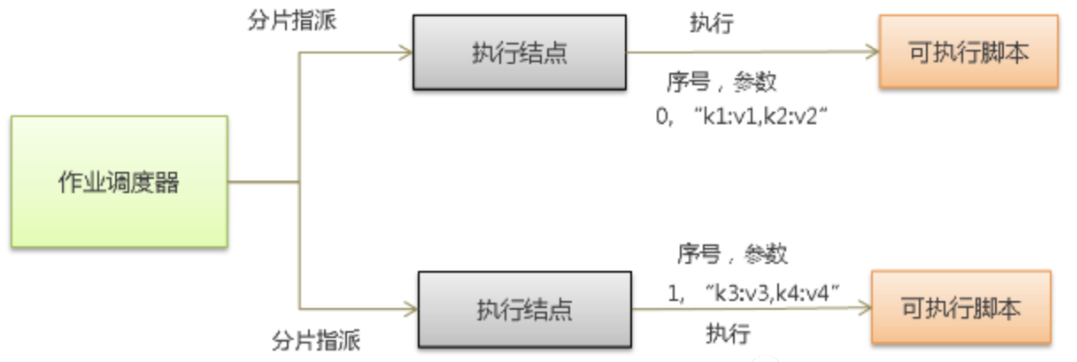 分片指派
执行结点
执行
可执行脚本
序号，参数
0, “k1:v1,k2:v2”
作业调度器
序号，参数
1, “k3:v3,k4:v4”
执行结点
可执行脚本
执行
分片指派